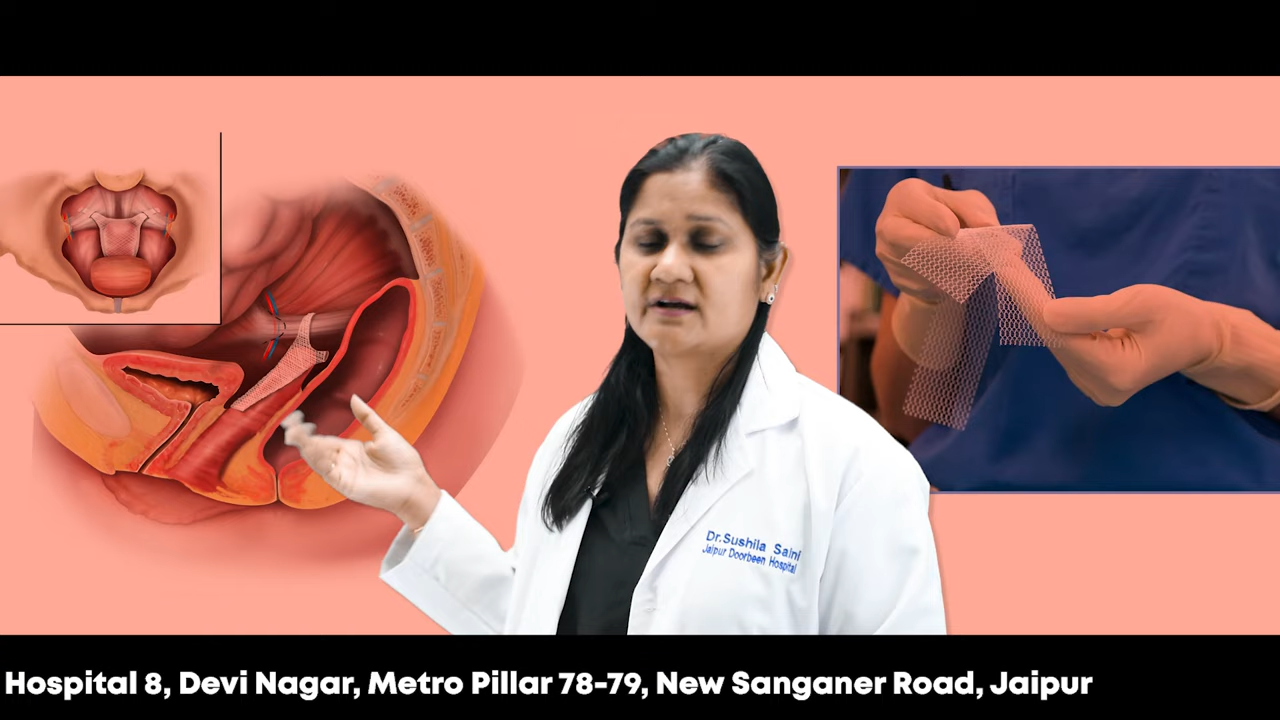 Dr.Sushila Saini
Jaipur Doorbeen Hospital
Hospital 8, Devi Nagar, Metro Pillar 78-79, New Sanganer Road, Jaipur